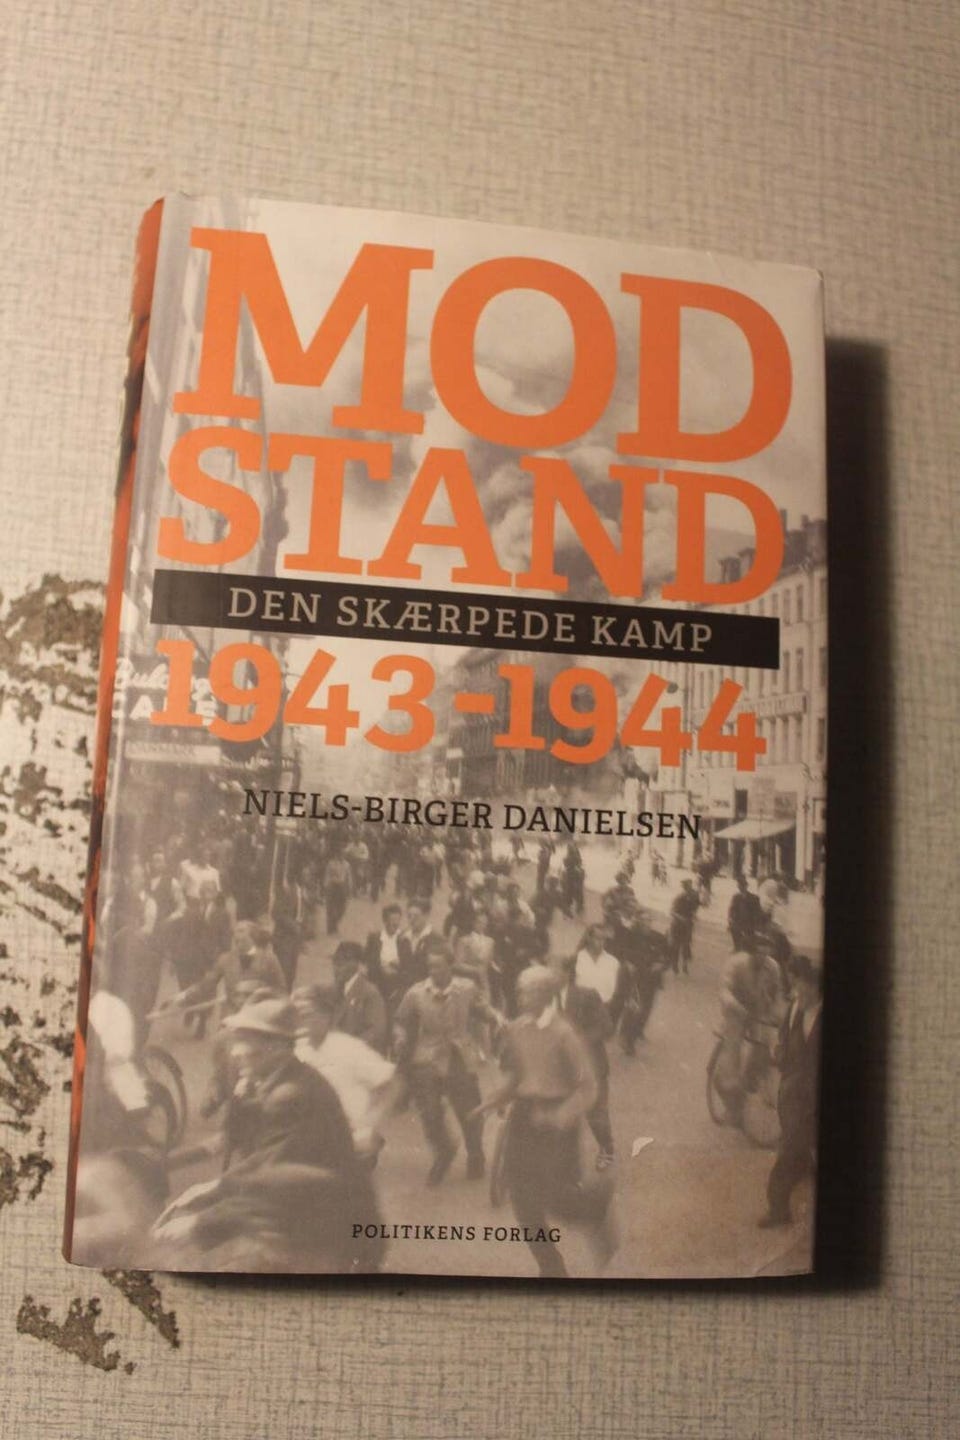 MOD
STAND
DEN SKÆRPEDE KAMP
1943-1944
NIELS-BIRGER DANIELSEN
POLITIKENS FORLAG